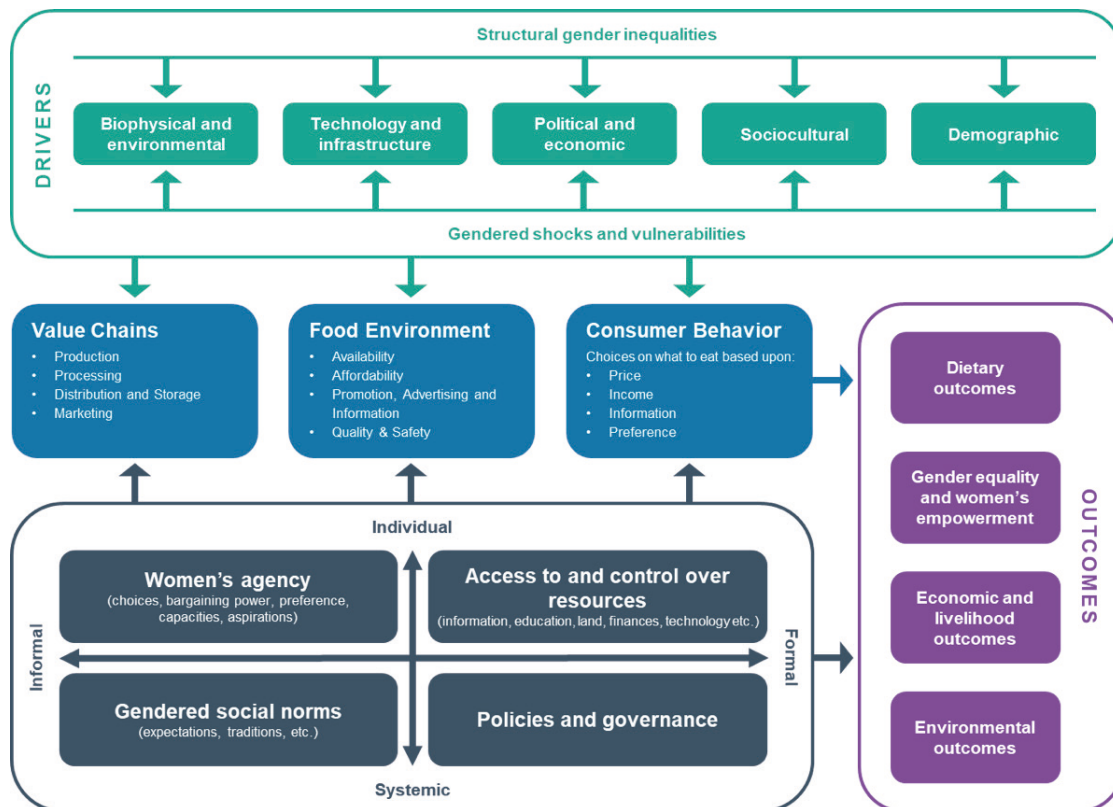 Structural gender inequalities
DRIVERS
Biophysical and
environmental
Technology and
infrastructure
Political and
economic
Sociocultural
Demographic
Gendered shocks and vulnerabilities
Value Chains
• Production
• Processing
• Distribution and Storage
• Marketing
Food Environment
• Availability
• Affordability
• Promotion, Advertising and
Information
• Quality & Safety
Consumer Behavior
Choices on what to eat based upon:
• Price
• Income
• Information
• Preference
Individual
Informal
Women's agency
(choices, bargaining power, preference,
capacities, aspirations)
Access to and control over
resources
(information, education, land, finances, technology etc.)
Formal
Gendered social norms
(expectations, traditions, etc.)
Policies and governance
Systemic
OUTCOMES
Dietary
outcomes
Gender equality
and women's
empowerment
Economic and
livelihood
outcomes
Environmental
outcomes